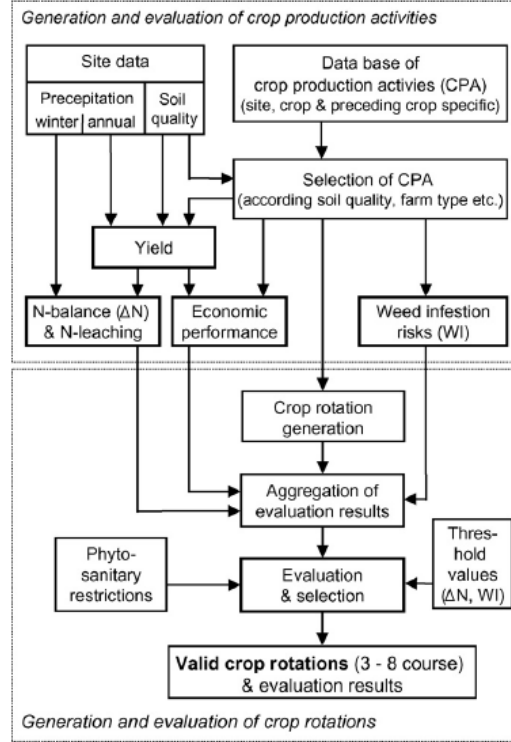 Generation and evaluation of crop production activities
Site data
Precepitation
winter annual
Soil
quality
Data base of
crop production activies (CPA)
(site, crop & preceding crop specific)
Selection of CPA
(according soil quality, farm type etc.)
Yield
N-balance (ΔN)
& N-leaching
Economic
performance
Weed infestion
risks (WI)
Crop rotation
generation
Aggregation of
evaluation results
Phyto-
sanitary
restrictions
Evaluation
& selection
Thres-
hold
values
(ΔN, WI)
Valid crop rotations (3 - 8 course)
& evaluation results
Generation and evaluation of crop rotations